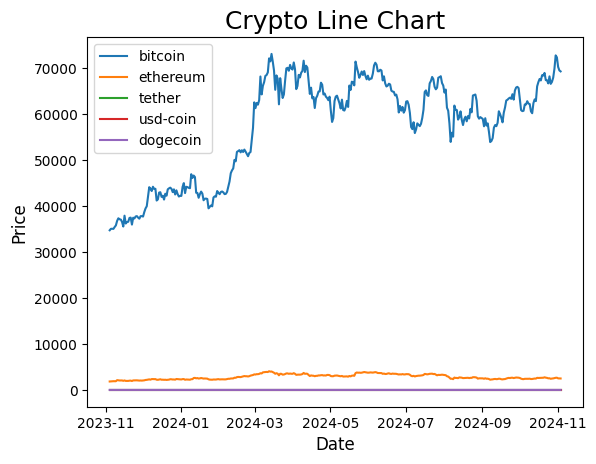 Crypto Line Chart
bitcoin
ethereum
tether
usd-coin
dogecoin
Price
70000
60000
50000
40000
30000
20000
10000
0
2023-11 2024-01 2024-03 2024-05 2024-07 2024-09 2024-11
Date